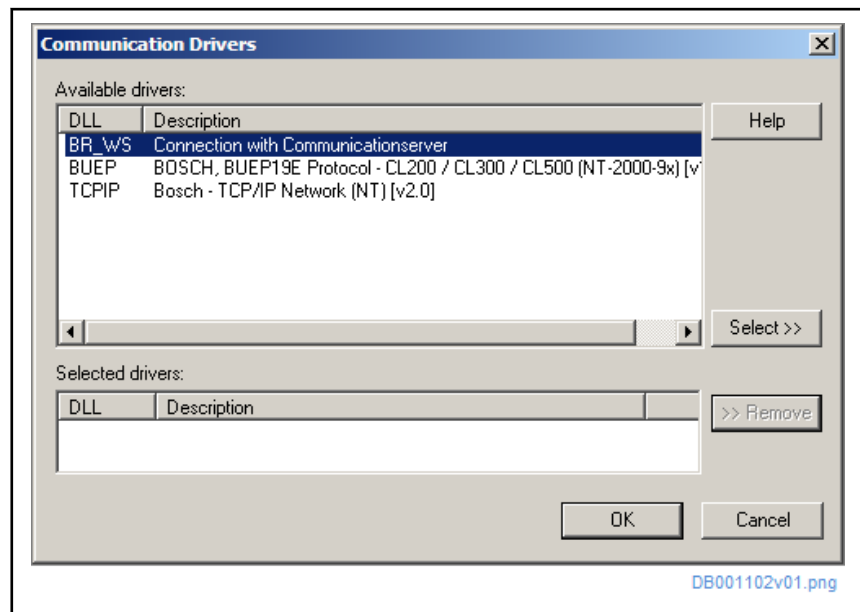 Communication Drivers
Available drivers:
DLL Description Help
BR_WS Connection with Communicationserver
BUEP BOSCH, BUEP19E Protocol - CL200 / CL300 / CL500 (NT-2000-9x) [v
TCPIP Bosch - TCP/IP Network (NT) [v2.0]
Select >>
Selected drivers:
DLL Description
>> Remove
OK Cancel
DB001102v01.png